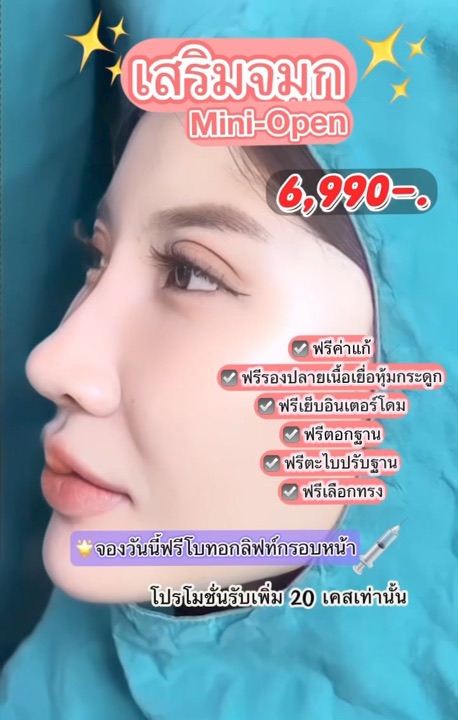 เสริมจมูก
Mini-Open
6,990-.
ฟรีค่าแก้
ฟรีรองปลายเนื้อเยื่อหุ้มกระดูก
ฟรีเย็บอินเตอร์โดม
ฟรีตอกฐาน
ฟรีตะไบปรับฐาน
ฟรีเลือกทรง
จองวันนี้ฟรีโบทอกลิฟท์กรอบหน้า
โปรโมชั่นรับเพิ่ม 20 เคสเท่านั้น